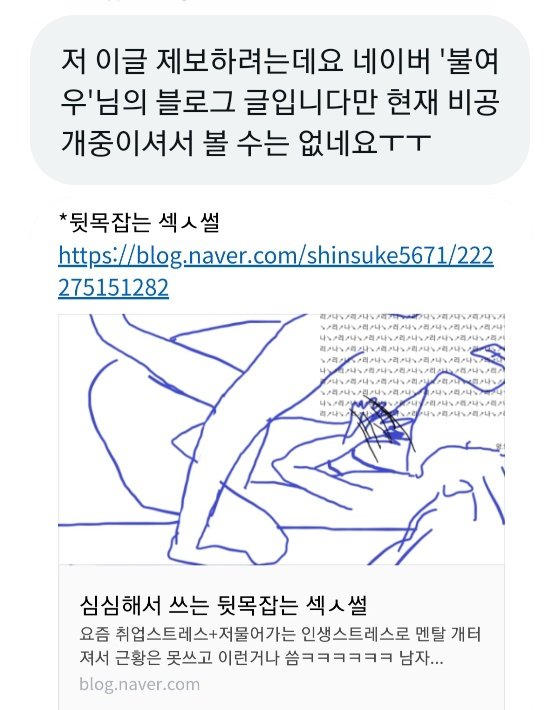 저 이글 제보하려는데요 네이버 '불여
우'님의 블로그 글입니다만 현재 비공
개중이셔서 볼 수는 없네요ㅜㅜ
*뒷목잡는 섹ㅅ썰
https://blog.naver.com/shinsuke5671/222
275151282
심심해서 쓰는 뒷목잡는 섹ㅅ썰
요즘 취업스트레스+저물어가는 인생스트레스로 멘탈 개터
져서 근황은 못쓰고 이런거나 씀ㅋㅋㅋㅋㅋㅋ 남자...
blog.naver.com